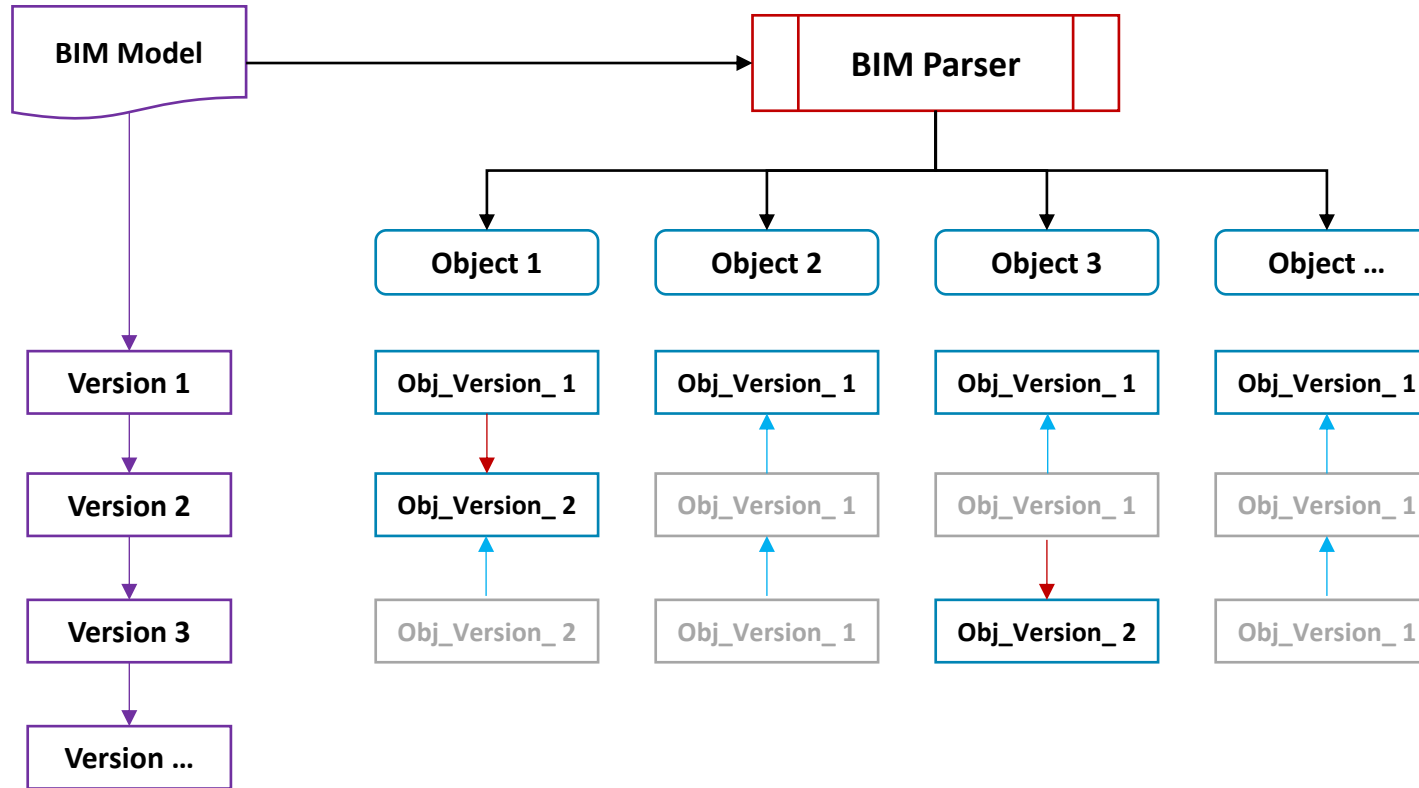 BIM Model
BIM Parser
Object 1
Object 2
Object 3
Object ...
Version 1
Obj_Version_ 1
Obj_Version_ 1
Obj_Version_ 1
Obj_Version_ 1
Version 2
Obj_Version_ 2
Obj_Version_ 1
Obj_Version_ 1
Obj_Version_ 1
Version 3
Obj_Version_ 2
Obj_Version_ 1
Obj_Version_ 2
Obj_Version_ 1
Version ...